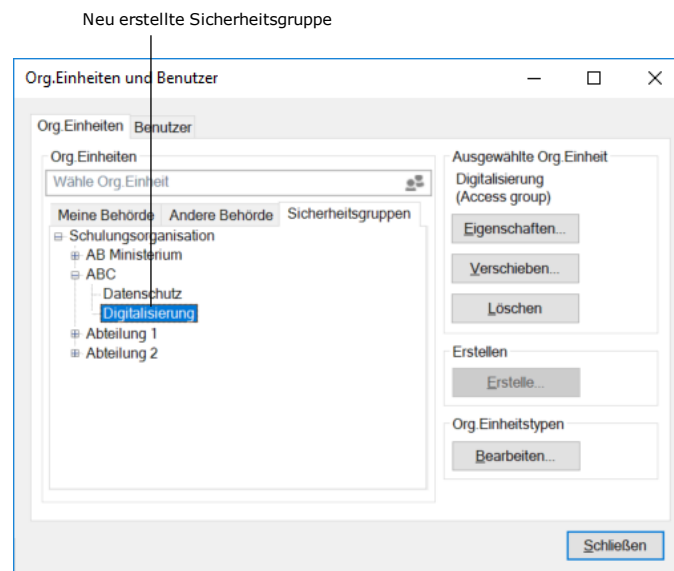 Neu erstellte Sicherheitsgruppe
Org.Einheiten und Benutzer
Org.Einheiten Benutzer
Org.Einheiten
Wähle Org.Einheit
Meine Behörde Andere Behörde Sicherheitsgruppen
Schulungsorganisation
AB Ministerium
ABC
Datenschutz
Digitalisierung
Abteilung 1
Abteilung 2
Ausgewählte Org.Einheit
Digitalisierung
(Access group)
Eigenschaften...
Verschieben...
Löschen
Erstellen
Erstelle...
Org.Einheitstypen
Bearbeiten...
Schließen